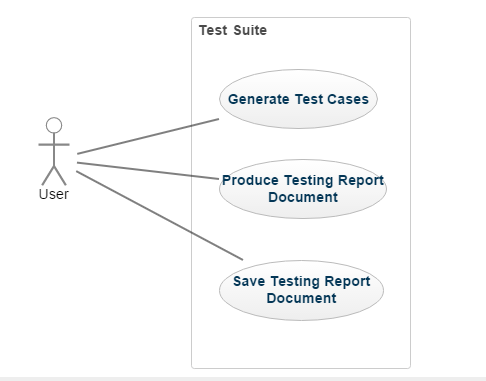 Test Suite
Generate Test Cases
Produce Testing Report
Document
User
Save Testing Report
Document